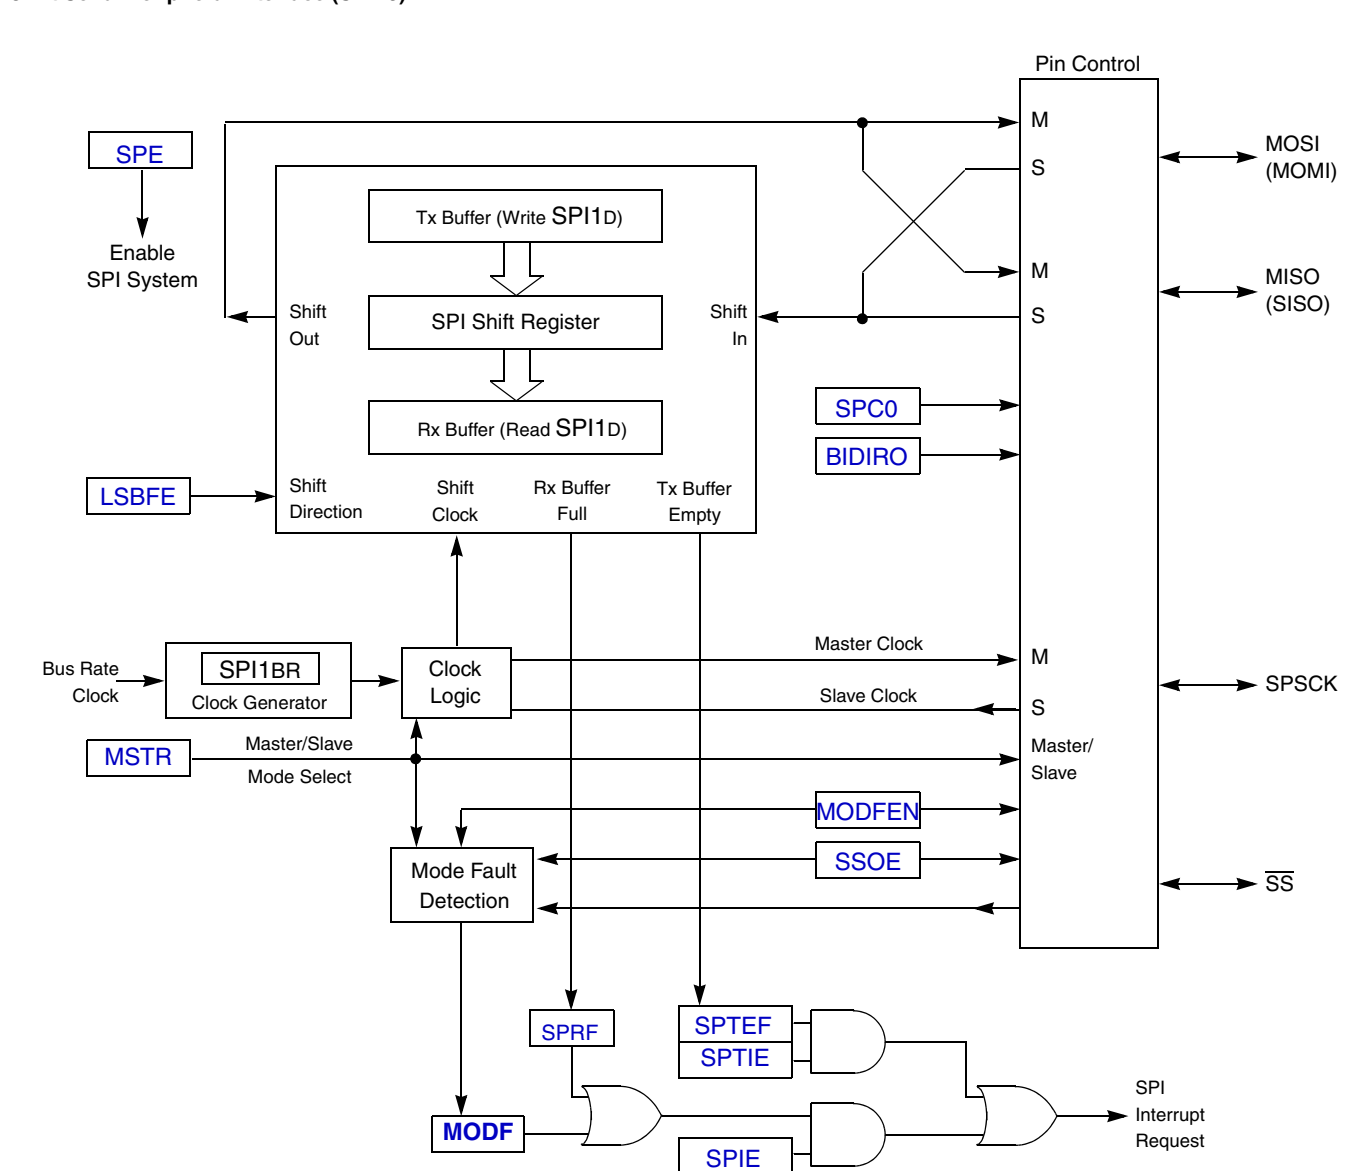 Pin Control
M
MOSI
(MOMI)
SPE
S
Tx Buffer (Write SPI1D)
Enable
SPI System
M
MISO
(SISO)
Shift
Out
SPI Shift Register
Shift
In
S
SPC0
Rx Buffer (Read SPI1D)
BIDIRO
LSBFE
Shift
Direction
Shift
Clock
Rx Buffer
Full
Tx Buffer
Empty
Master Clock
M
Bus Rate
Clock
SPI1BR
Clock Generator
Clock
Logic
SPSCK
Slave Clock
S
MSTR
Master/Slave
Mode Select
Master/
Slave
MODFEN
Mode Fault
Detection
SSOE
SS
SPRF
SPTEF
SPTIE
MODF
SPI
Interrupt
Request
SPIE